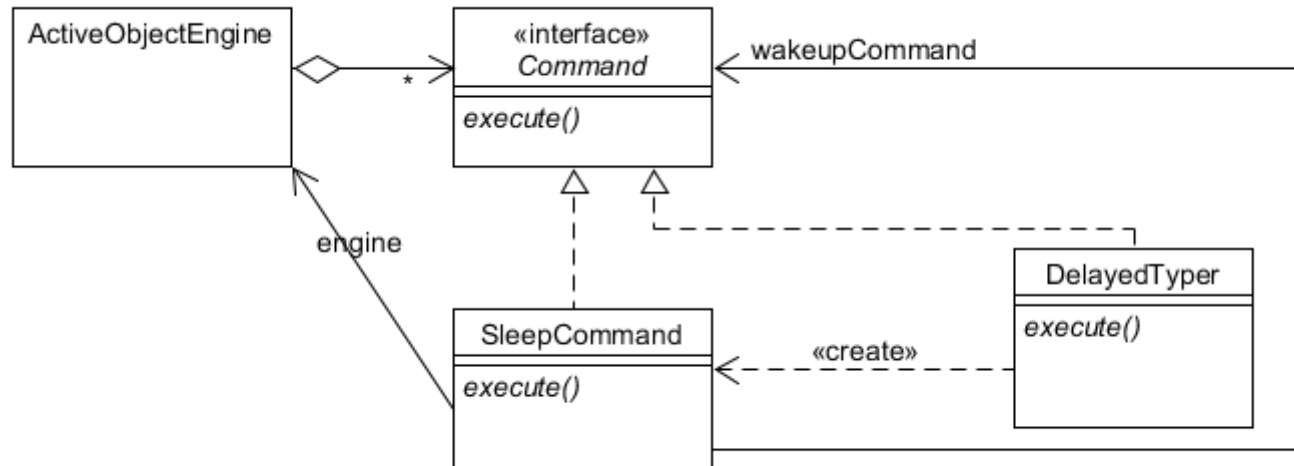 ActiveObjectEngine
*
«interface»
Command
execute()
wakeupCommand
engine
SleepCommand
execute()
«create»
DelayedTyper
execute()